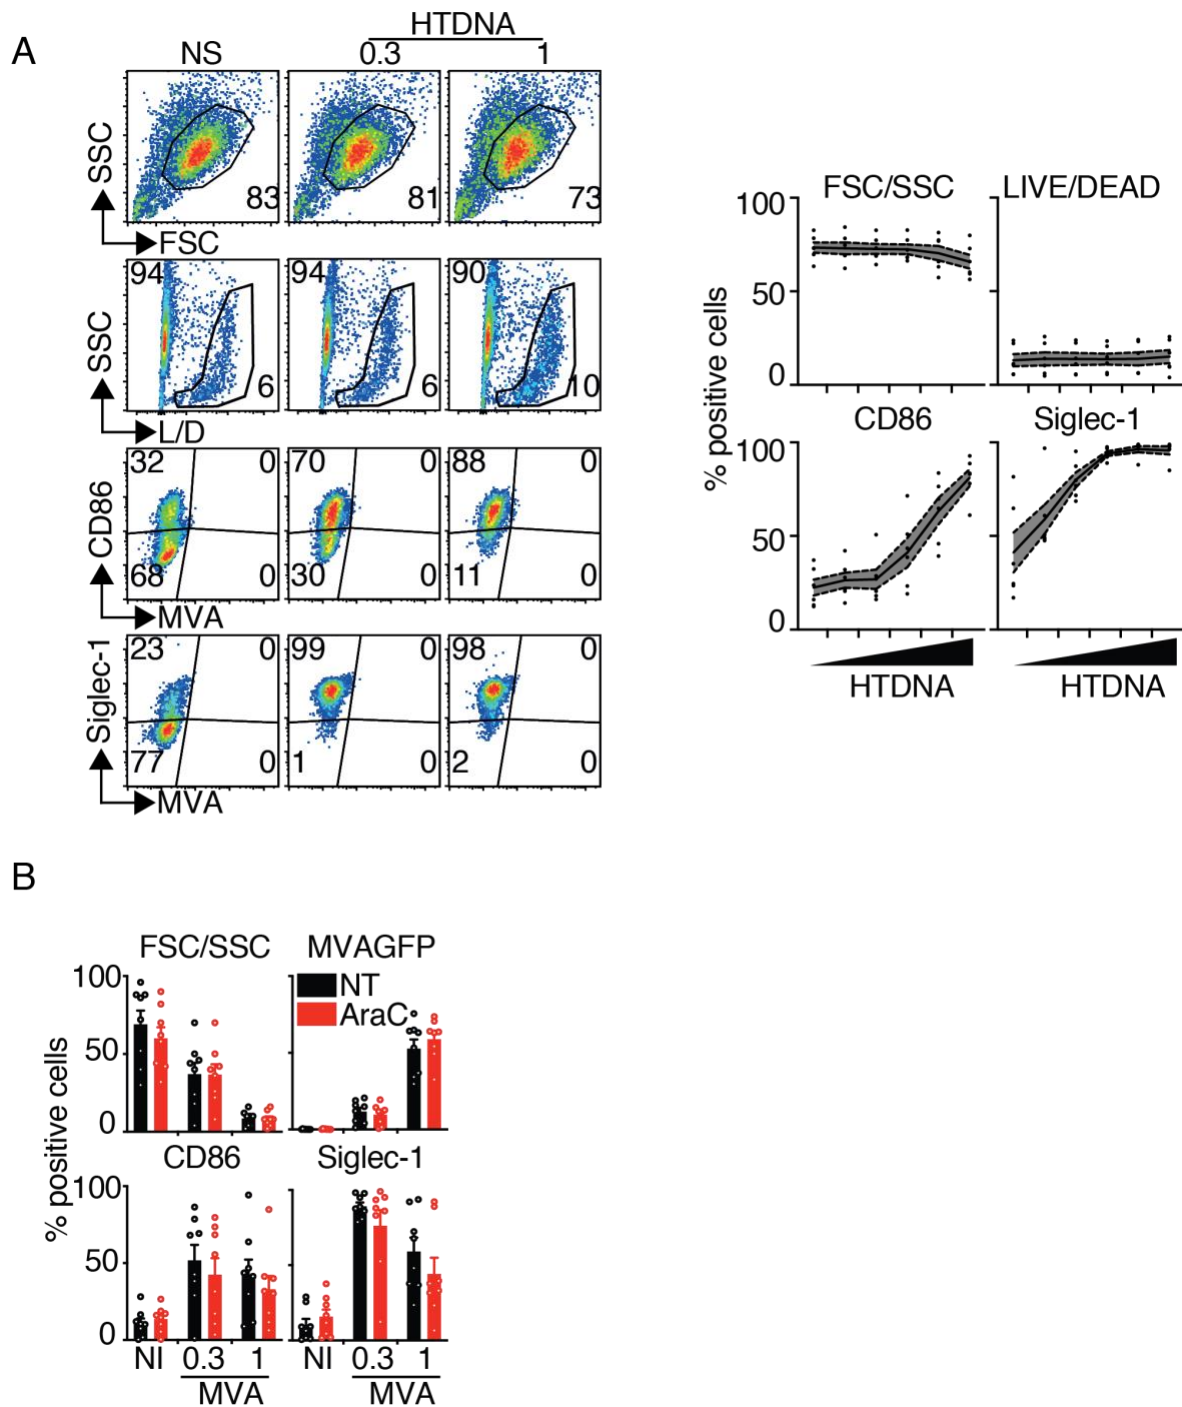 A
HTDNA
NS 0.3 1
SSC
83 81 73
FSC
94 94 90
SSC
6 6 10
L/D
32 0 70 0 88 0
CD86
68 0 30 0 11 0
MVA
23 0 99 0 98 0
Siglec-1
77 0 1 0 2 0
MVA
FSC/SSC LIVE/DEAD
100
50
0
% positive cells
CD86 Siglec-1
100
50
0
HTDNA HTDNA
B
FSC/SSC MVAGFP
100
50
0
NT
AraC
% positive cells
CD86 Siglec-1
100
50
0
NI 0.3 1 NI 0.3 1
MVA MVA